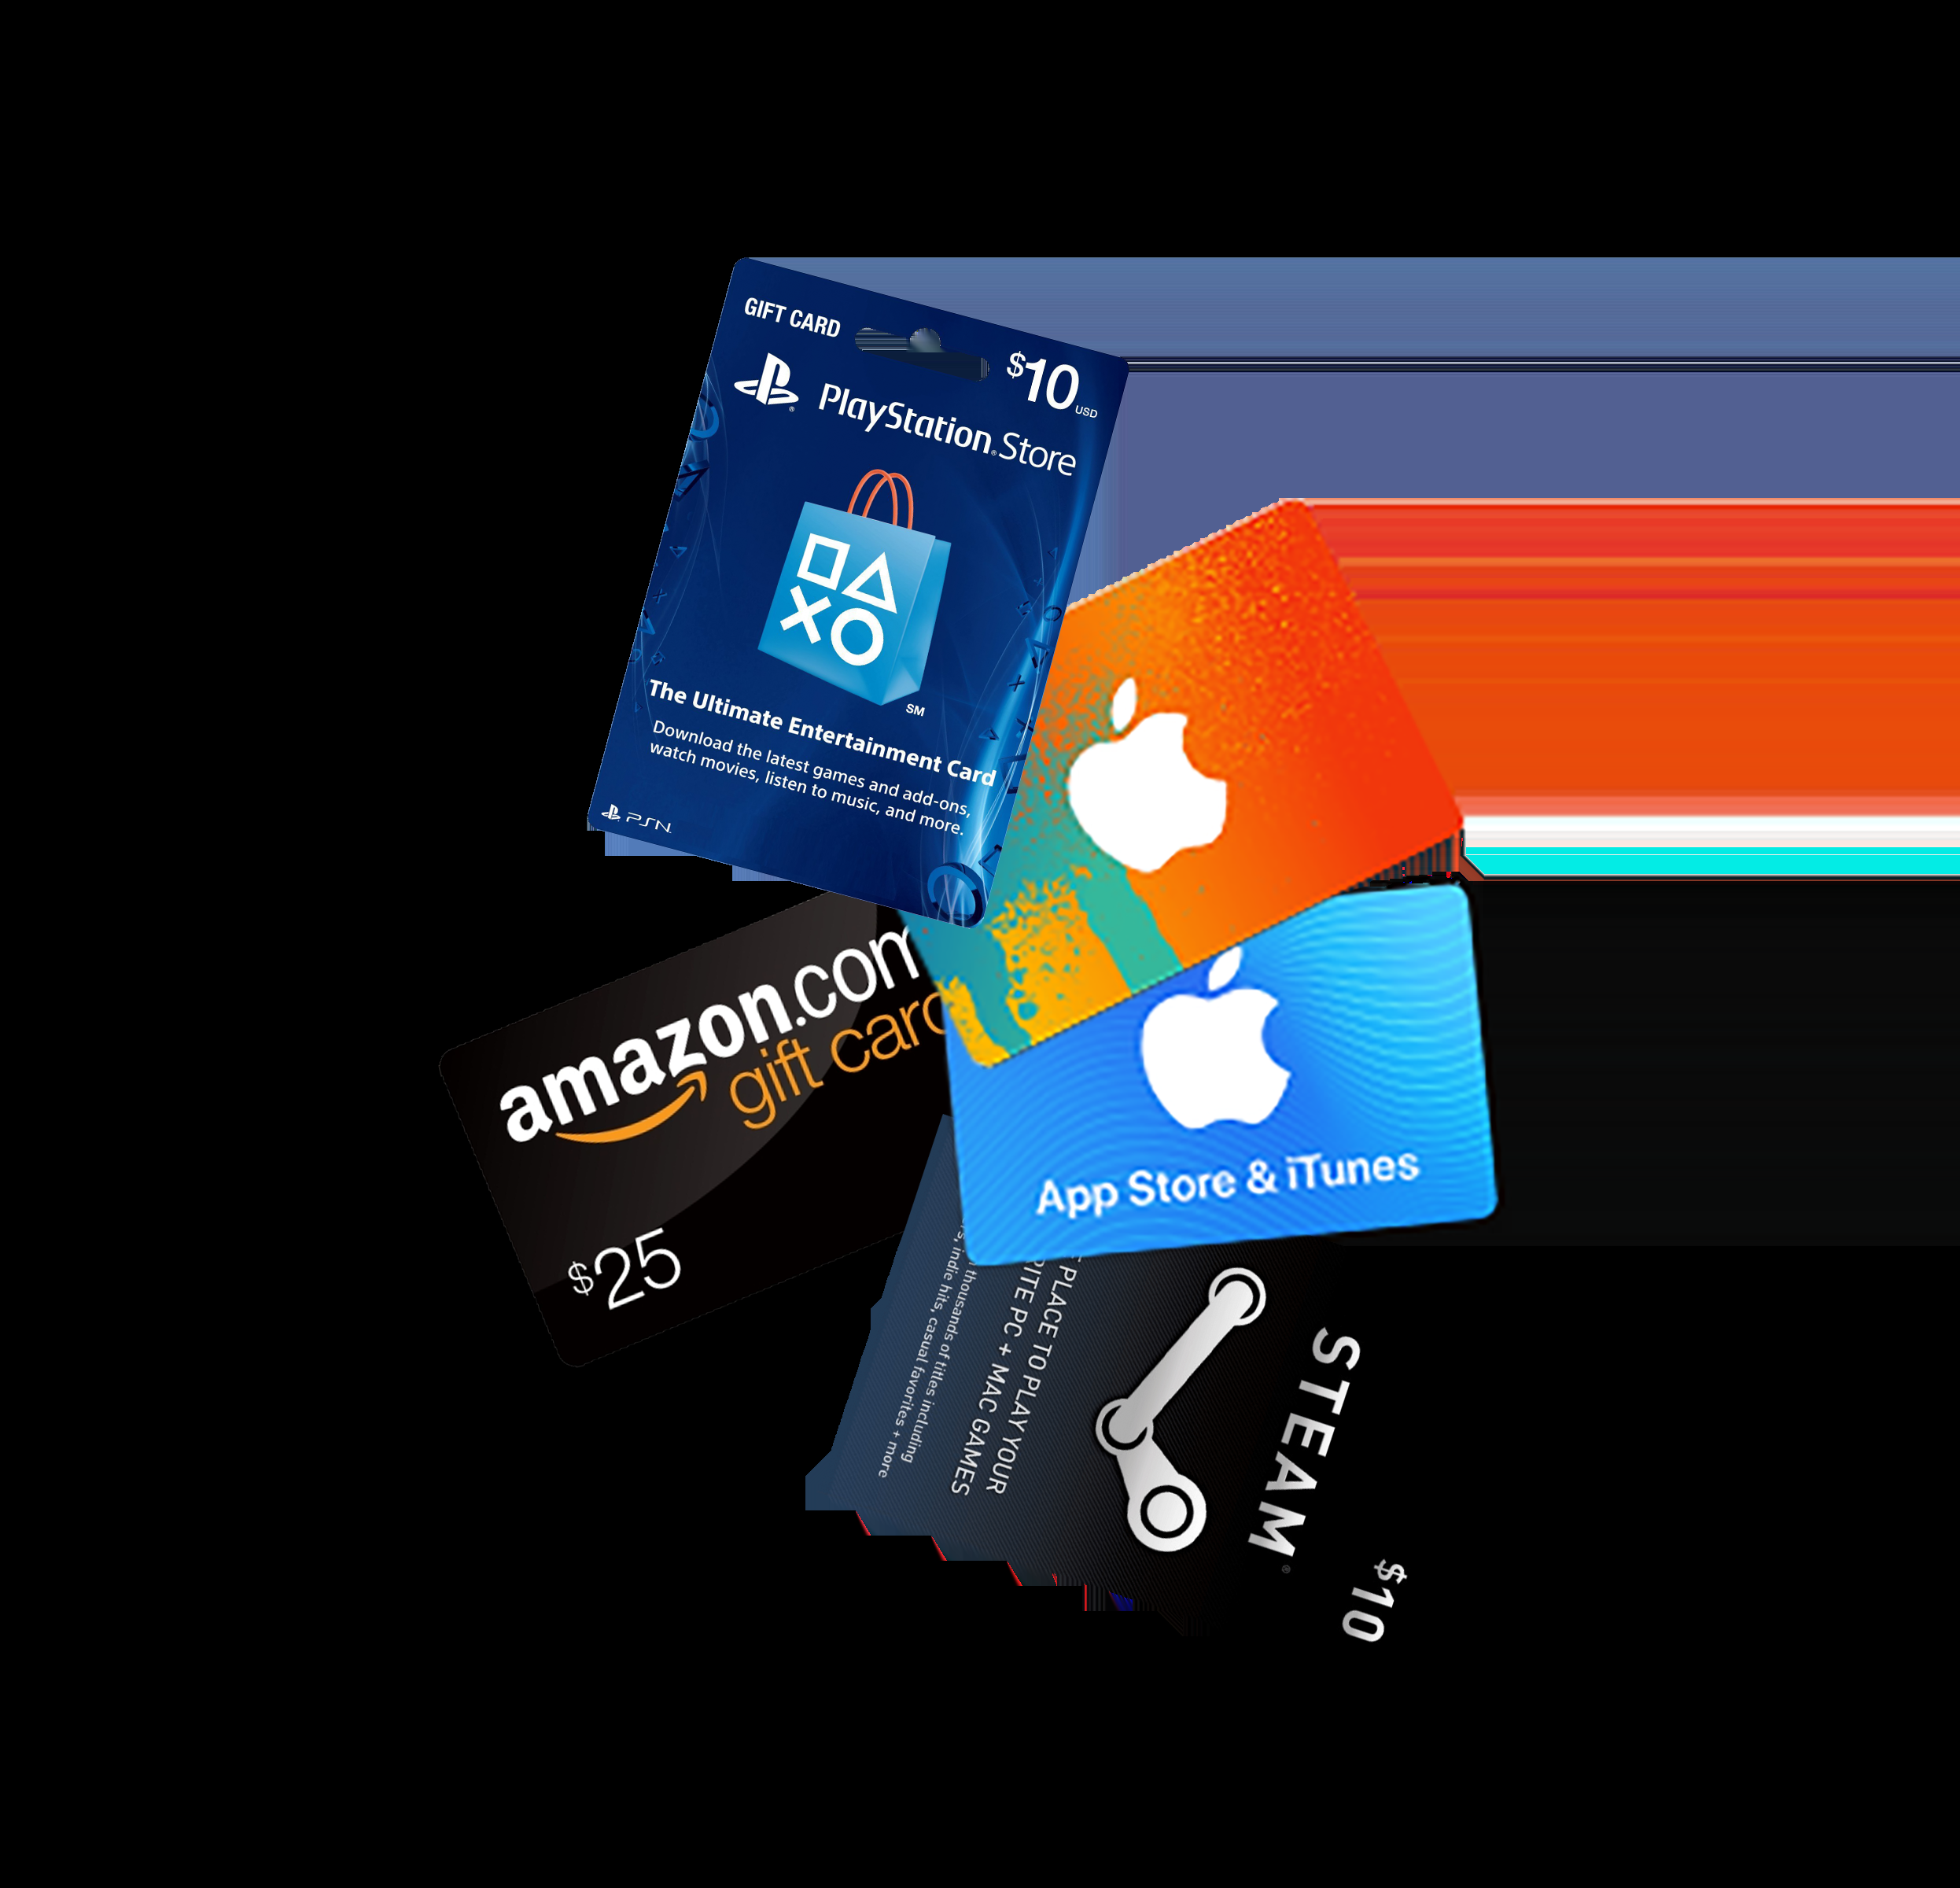 GIFT CARD
$10 USD
PlayStation®Store
The Ultimate Entertainment Card
Download the latest games and add-ons,
watch movies, listen to music, and more.
SM
PSN
amazon.com
gift card
$25
App Store & iTunes
STEAM®
$10
PLACE TO PLAY YOUR
PC + MAC GAMES
thousands of titles including
indie hits, casual favorites + more